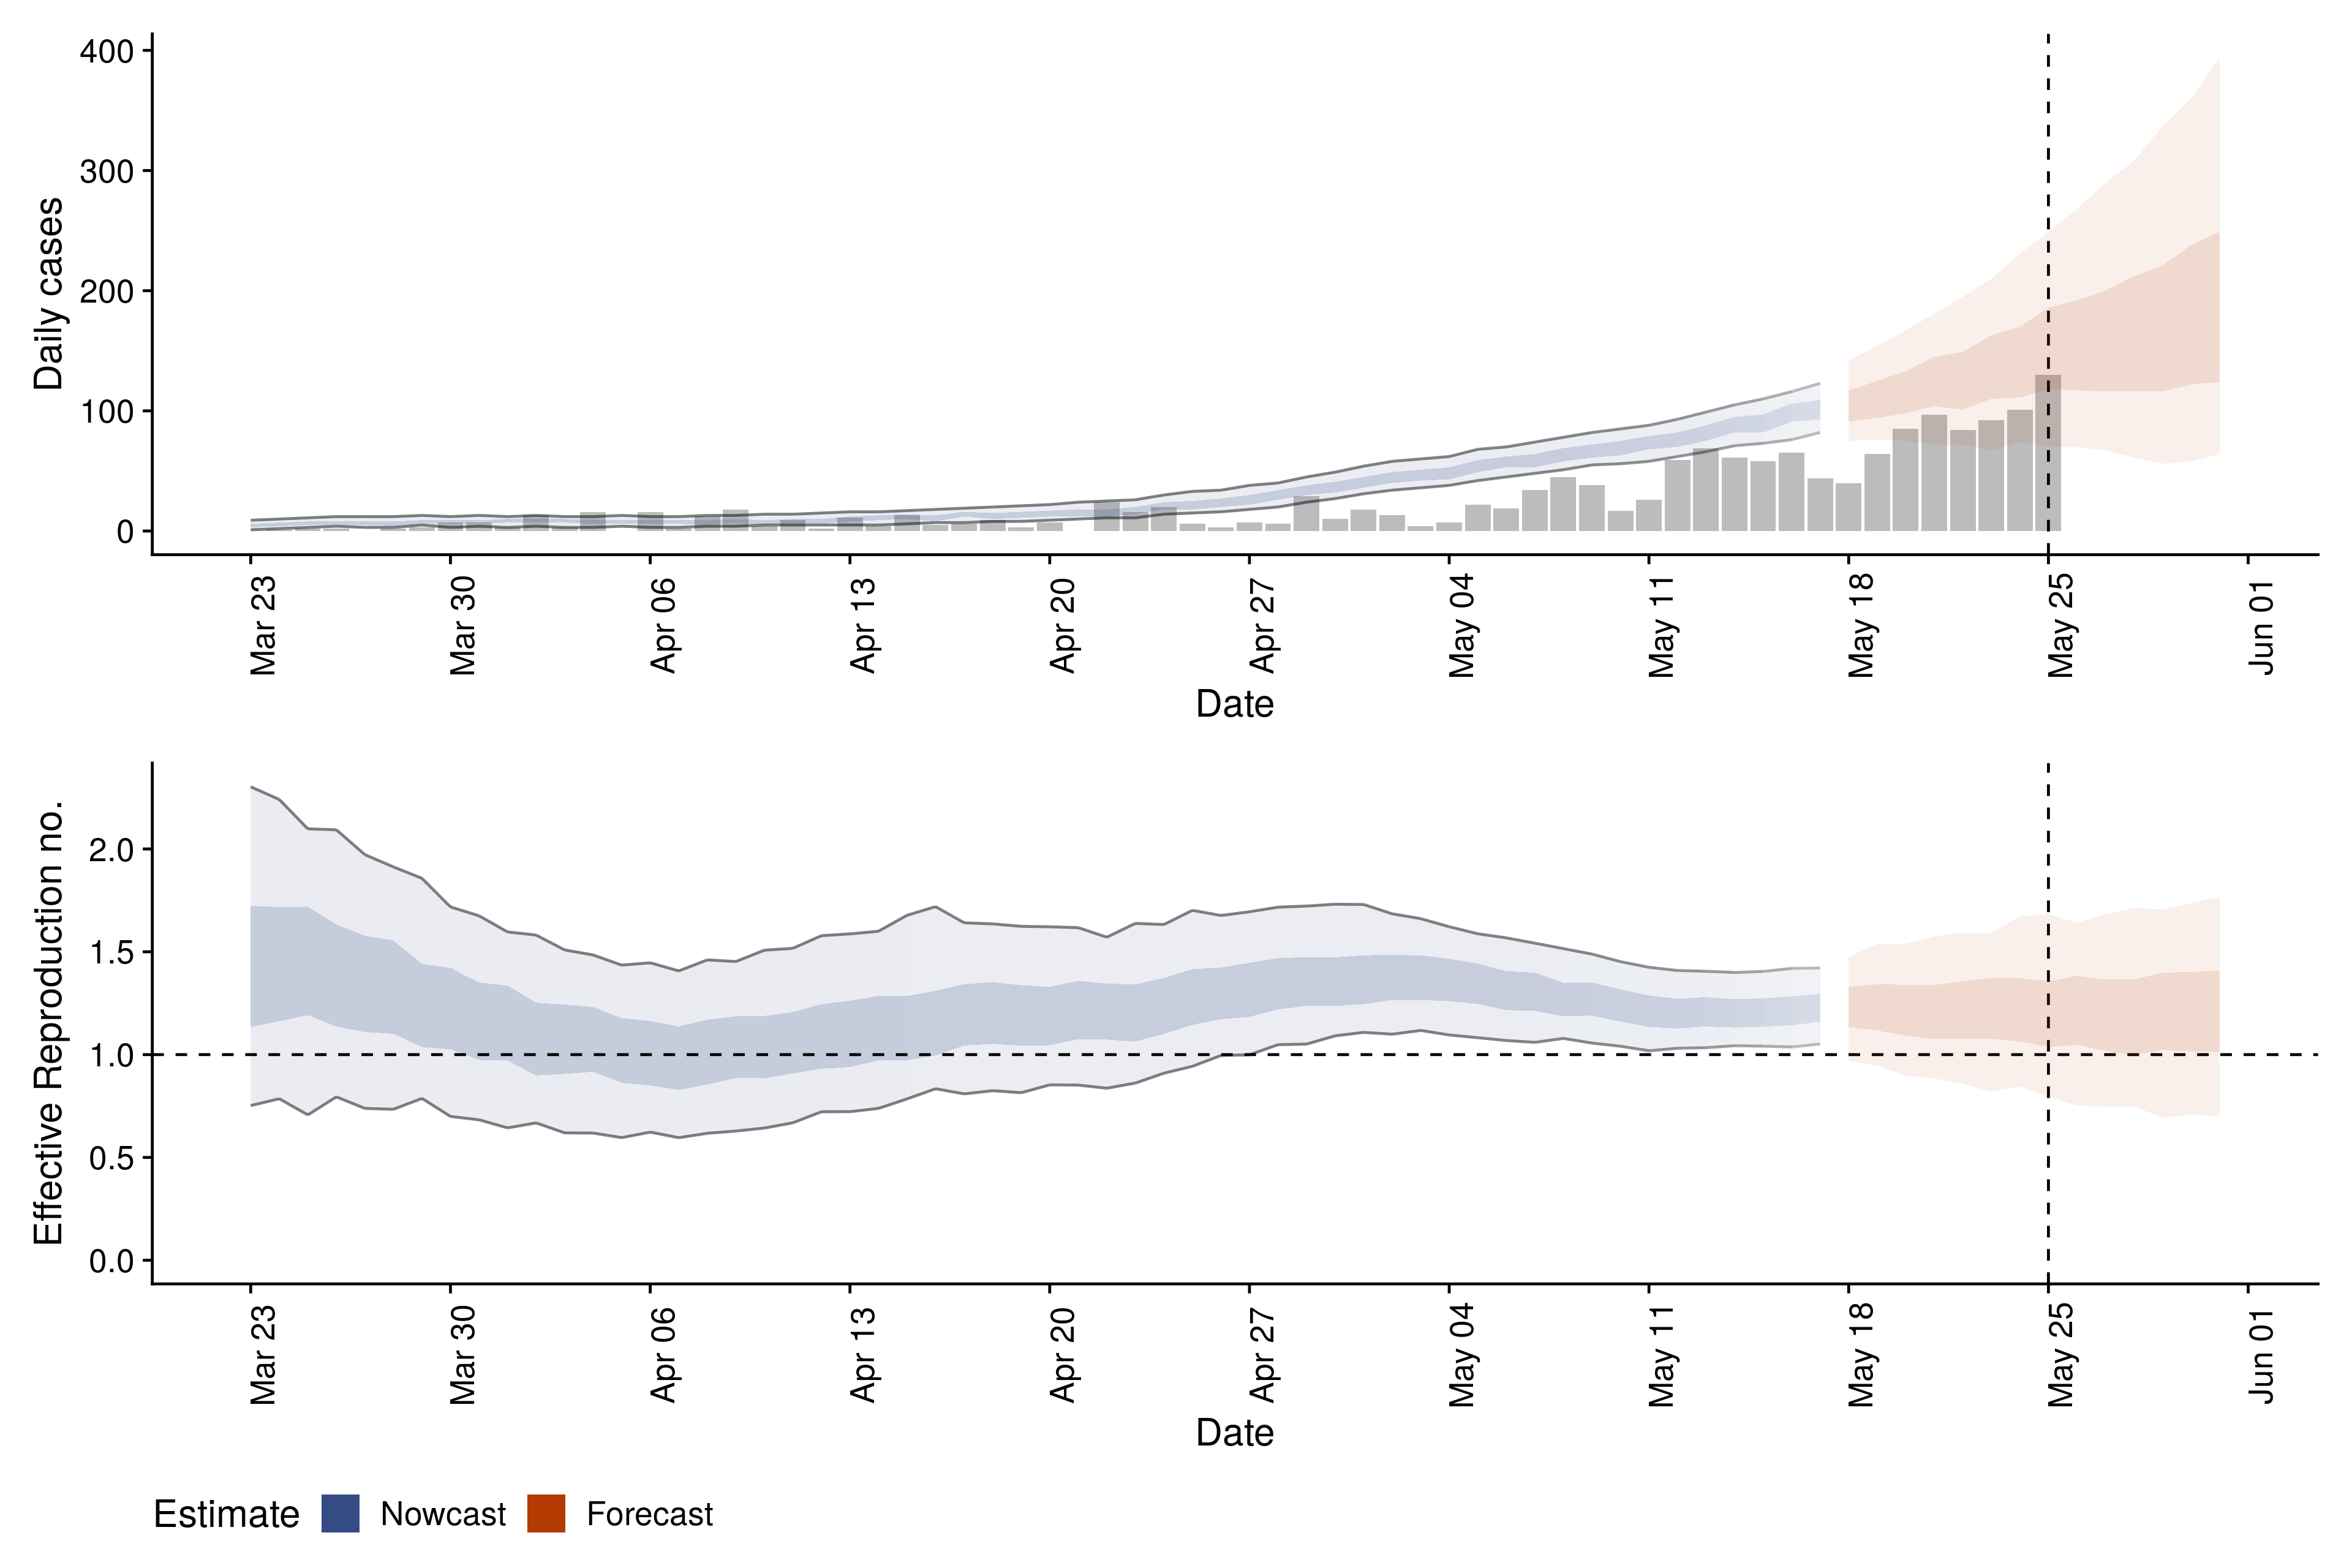 Daily cases
400
300
200
100
0
Mar 23
Mar 30
Apr 06
Apr 13
Apr 20
Apr 27
May 04
May 11
May 18
May 25
Jun 01
Date
Effective Reproduction no.
2.0
1.5
1.0
0.5
0.0
Mar 23
Mar 30
Apr 06
Apr 13
Apr 20
Apr 27
May 04
May 11
May 18
May 25
Jun 01
Date
Estimate Nowcast Forecast